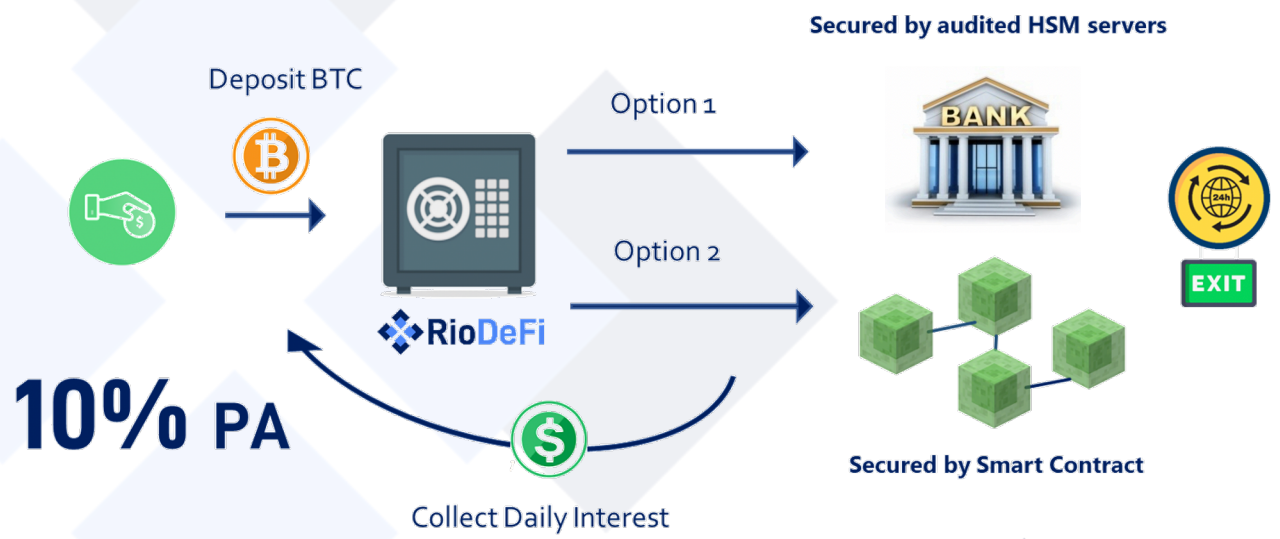 Secured by audited HSM servers
Deposit BTC
Option 1
BANK
24h
Option 2
EXIT
RioDeFi
10% PA
Secured by Smart Contract
Collect Daily Interest